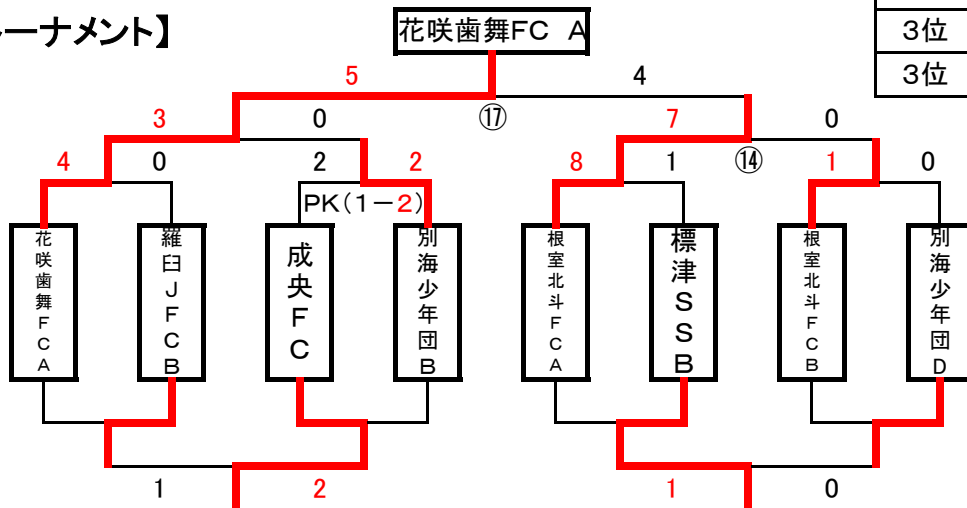 ーナメント】
花咲歯舞FC A
3位
3位
5
4
⑰
3
0
7
0
⑭
4
0
2
2
8
1
1
0
PK(1-2)
花咲歯舞FCA
羅臼JFCB
成央FC
別海少年団B
根室北斗FCA
標津SSB
根室北斗FCB
別海少年団D
1
2
1
0